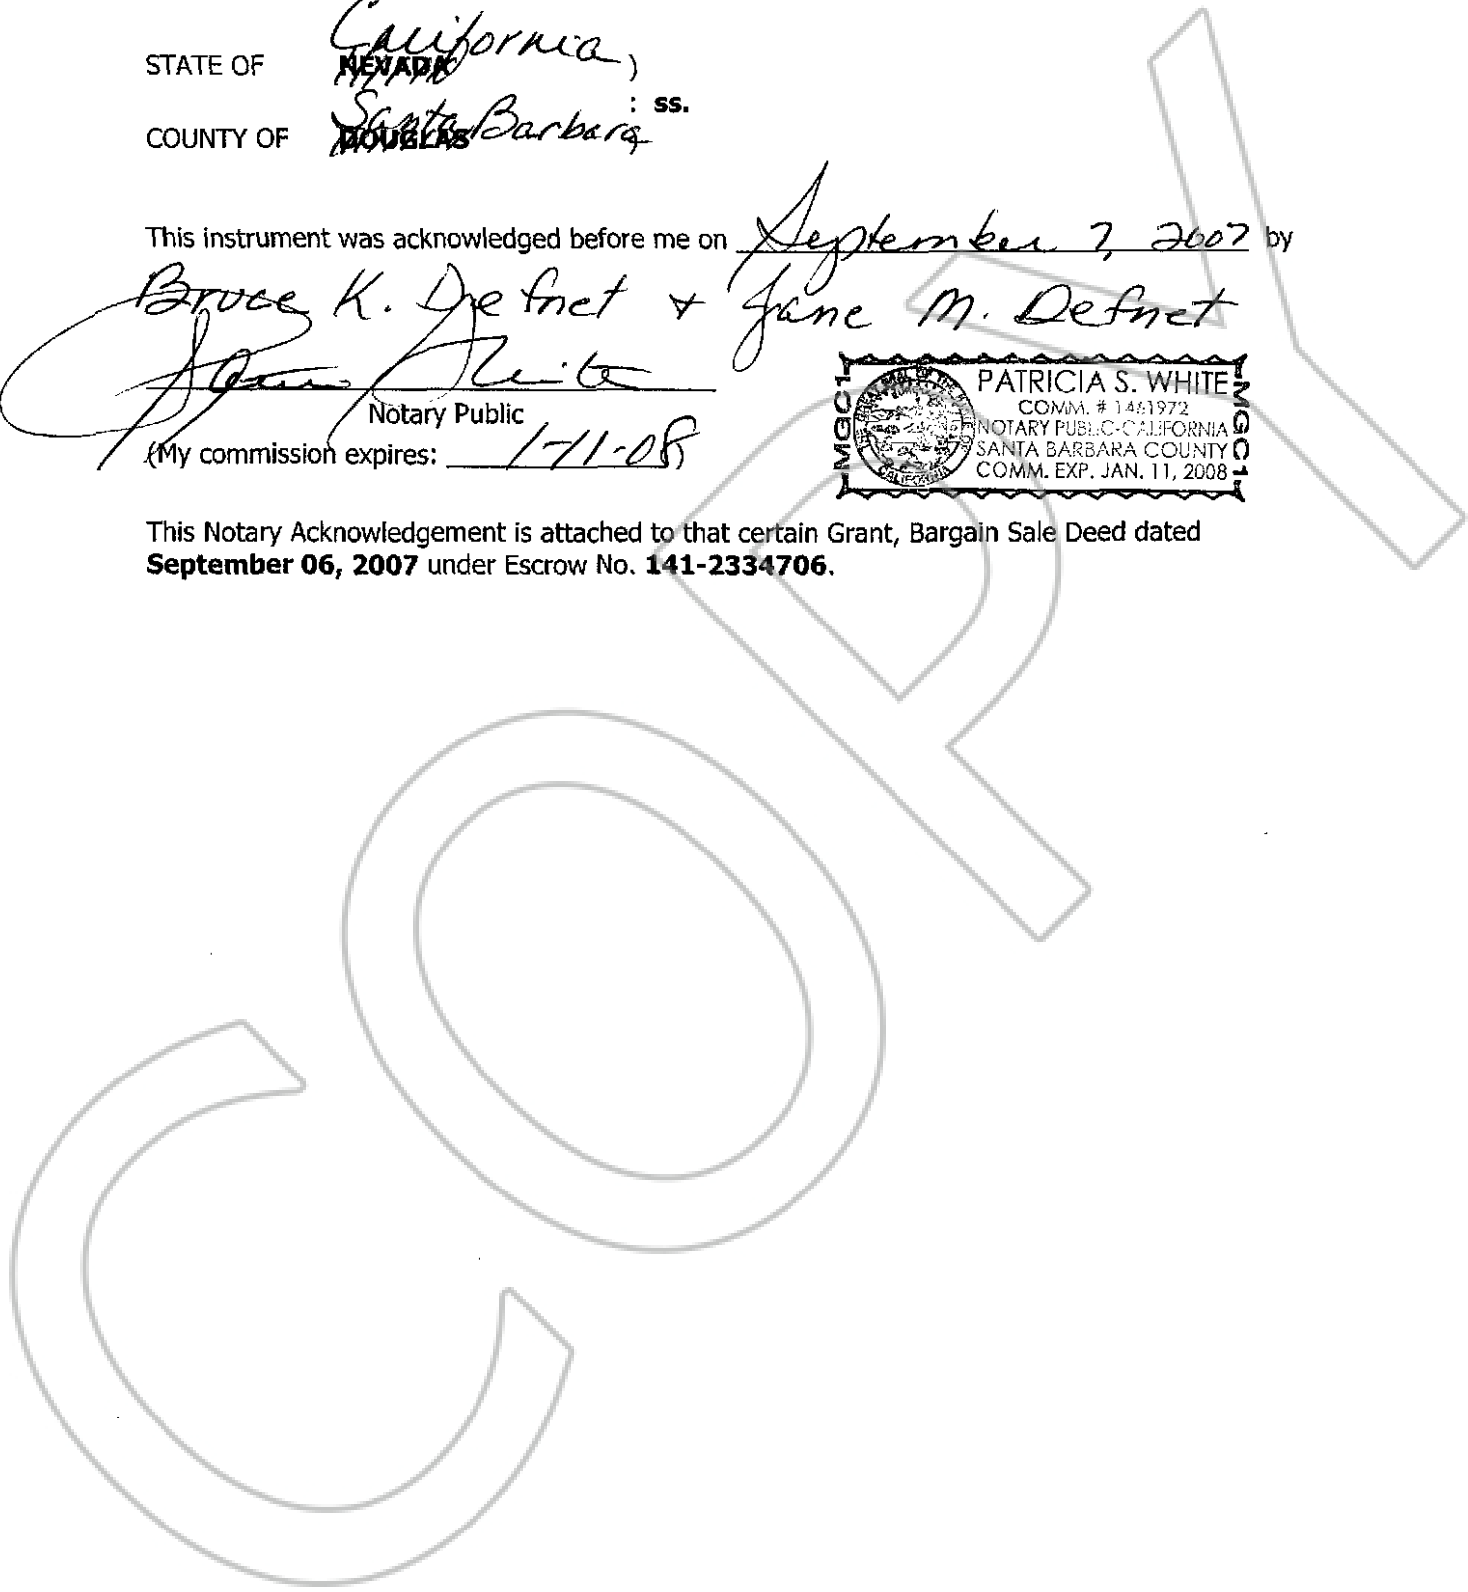 California
STATE OF NEVADA )
: ss.
Santa Barbara
COUNTY OF DOUGLAS
This instrument was acknowledged before me on September 7, 2007 by
Bruce K. Defnet + Jane M. Defnet
Notary Public
(My commission expires: 1-11-08
MGC1
PATRICIA S. WHITE
COMM. # 1461972
NOTARY PUBLIC-CALIFORNIA
SANTA BARBARA COUNTY
COMM. EXP. JAN. 11, 2008
MGC1
This Notary Acknowledgement is attached to that certain Grant, Bargain Sale Deed dated
September 06, 2007 under Escrow No. 141-2334706.
COPY